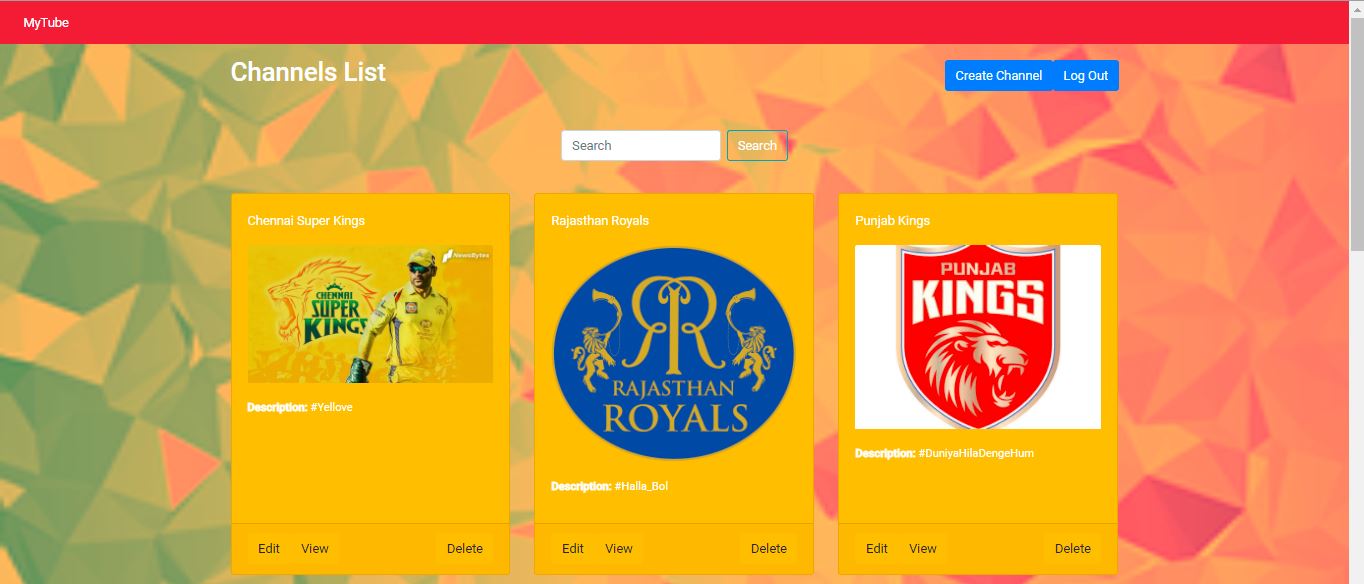 MyTube
Channels List
Create Channel
Log Out
Search
Search
Chennai Super Kings
NewsBytes
CHENNAI
SUPER
KINGS
Description: #Yellove
Edit
View
Delete
Rajasthan Royals
RR
RAJASTHAN
ROYALS
Description: #Halla_Bol
Edit
View
Delete
Punjab Kings
PUNJAB
KINGS
Description: #DuniyaHilaDengeHum
Edit
View
Delete